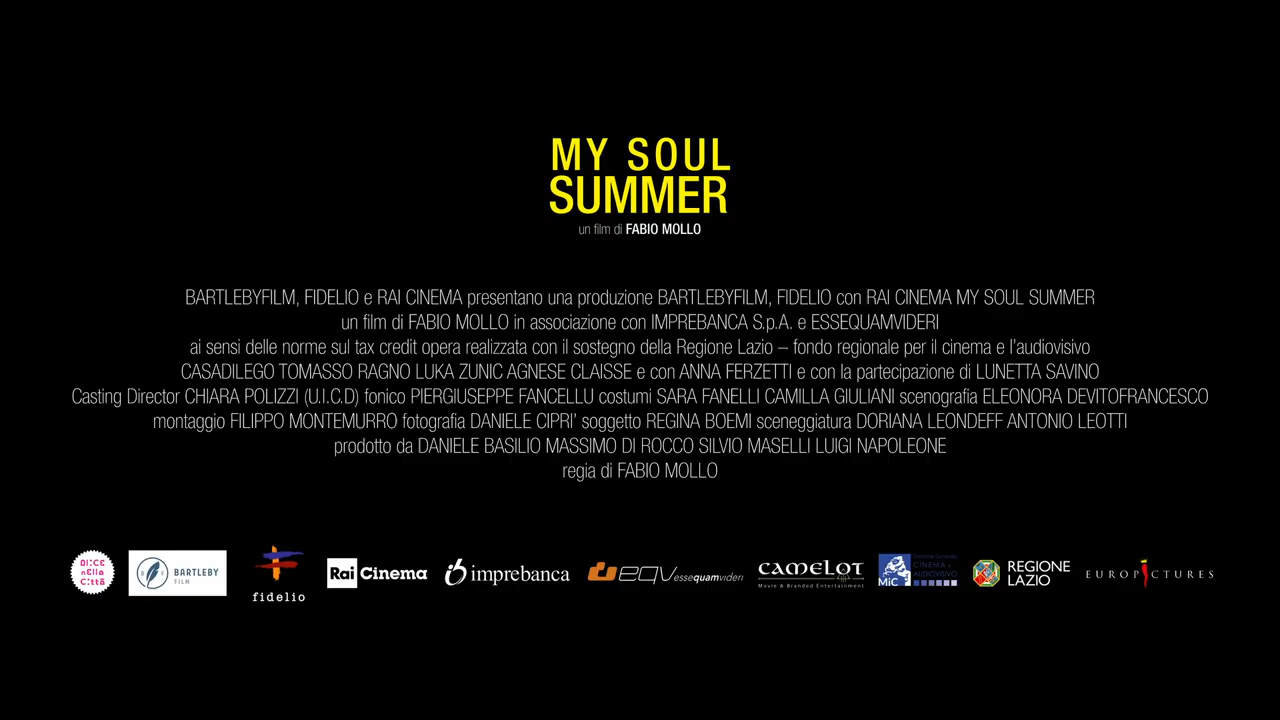 MY SOUL
SUMMER
un film di FABIO MOLLO
BARTLEBYFILM, FIDELIO e RAI CINEMA presentano una produzione BARTLEBYFILM, FIDELIO con RAI CINEMA MY SOUL SUMMER
un film di FABIO MOLLO in associazione con IMPREBANCA S.p.A. e ESSEQUAMVIDERI
ai sensi delle norme sul tax credit opera realizzata con il sostegno della Regione Lazio – fondo regionale per il cinema e l'audiovisivo
CASADILEGO TOMASSO RAGNO LUKA ZUNIC AGNESE CLAISSE e con ANNA FERZETTI e con la partecipazione di LUNETTA SAVINO
Casting Director CHIARA POLIZZI (U.I.C.D) fonico PIERGIUSEPPE FANCELLU costumi SARA FANELLI CAMILLA GIULIANI scenografia ELEONORA DEVITOFRANCESCO
montaggio FILIPPO MONTEMURRO fotografia DANIELE CIPRI' soggetto REGINA BOEMI sceneggiatura DORIANA LEONDEFF ANTONIO LEOTTI
prodotto da DANIELE BASILIO MASSIMO DI ROCCO SILVIO MASELLI LUIGI NAPOLEONE
regia di FABIO MOLLO
ALICE nElla Città
B F BARTLEBY FILM
fidelio
Rai Cinema
imprebanca
eqv essequamvideri
CAMELOT
Movie & Branded Entertainment
MiC CINEMA e AUDIOVISIVO
REGIONE
LAZIO
EUROPICTURES